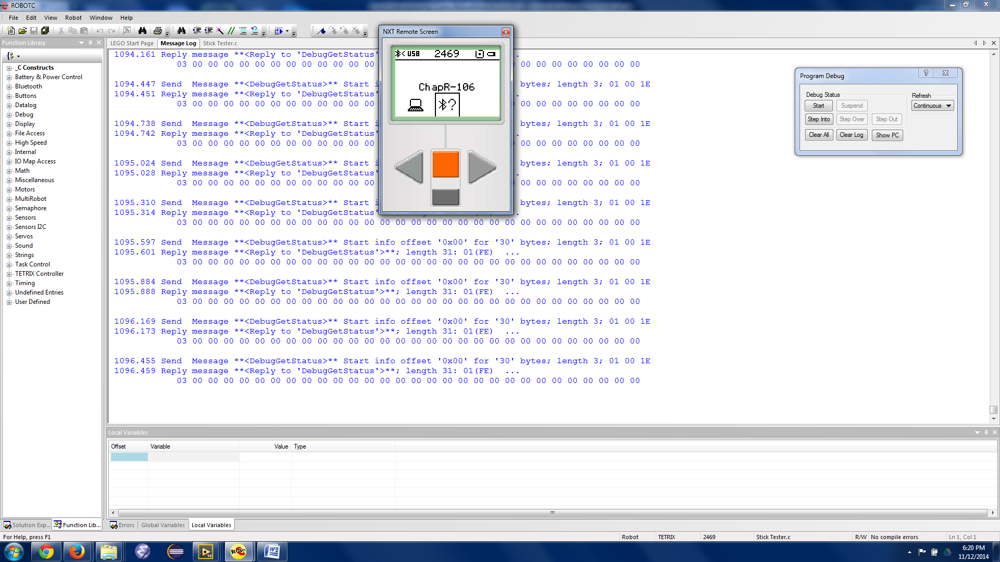 ROBOTC
File Edit View Robot Window Help
Function Library
LEGO Start Page Message Log Stick Tester.c
_C Constructs
Battery & Power Control
Bluetooth
Buttons
Datalog
Debug
Display
File Access
High Speed
Internal
IO Map Access
Math
Miscellaneous
Motors
MultiRobot
Semaphore
Sensors
Sensors I2C
Servos
Sound
Strings
Task Control
TETRIX Controller
Timing
Undefined Entries
User Defined
1094.161 Reply message **<Reply to 'DebugGetStatus' .
03 00 00 00 00 00 00 00 00 00 00 00 00 00 00 00 00 00 00 00 00
1094.447 Send Message **<DebugGetStatus>** Start i bytes; length 3; 01 00 1E
1094.451 Reply message **<Reply to 'DebugGetStatus' .
03 00 00 00 00 00 00 00 00 00 00 00 00 00 00 00 00 00 00 00 00
1094.738 Send Message **<DebugGetStatus>** Start i bytes; length 3; 01 00 1E
1094.742 Reply message **<Reply to 'DebugGetStatus' .
03 00 00 00 00 00 00 00 00 00 00 00 00 00 00 00 00 00 00 00 00
1095.024 Send Message **<DebugGetStatus>** Start i bytes; length 3; 01 00 1E
1095.028 Reply message **<Reply to 'DebugGetStatus' .
03 00 00 00 00 00 00 00 00 00 00 00 00 00 00 00 00 00 00 00 00
1095.310 Send Message **<DebugGetStatus>** Start i bytes; length 3; 01 00 1E
1095.314 Reply message **<Reply to 'DebugGetStatus' .
03 00 00 00 00 00 00 00 00 00 00 00 00 00 00 00 00 00 00 00 00 00 00 00 00 00 00 00 00 00
1095.597 Send Message **<DebugGetStatus>** Start info offset '0x00' for '30' bytes; length 3; 01 00 1E
1095.601 Reply message **<Reply to 'DebugGetStatus'>**; length 31: 01(FE) ...
03 00 00 00 00 00 00 00 00 00 00 00 00 00 00 00 00 00 00 00 00 00 00 00 00 00 00 00 00 00
1095.884 Send Message **<DebugGetStatus>** Start info offset '0x00' for '30' bytes; length 3; 01 00 1E
1095.888 Reply message **<Reply to 'DebugGetStatus'>**; length 31: 01(FE) ...
03 00 00 00 00 00 00 00 00 00 00 00 00 00 00 00 00 00 00 00 00 00 00 00 00 00 00 00 00 00
1096.169 Send Message **<DebugGetStatus>** Start info offset '0x00' for '30' bytes; length 3; 01 00 1E
1096.173 Reply message **<Reply to 'DebugGetStatus'>**; length 31: 01(FE) ...
03 00 00 00 00 00 00 00 00 00 00 00 00 00 00 00 00 00 00 00 00 00 00 00 00 00 00 00 00 00
1096.455 Send Message **<DebugGetStatus>** Start info offset '0x00' for '30' bytes; length 3; 01 00 1E
1096.459 Reply message **<Reply to 'DebugGetStatus'>**; length 31: 01(FE) ...
03 00 00 00 00 00 00 00 00 00 00 00 00 00 00 00 00 00 00 00 00 00 00 00 00 00 00 00 00 00
NXT Remote Screen
USB 2469
ChapR-106
?
Program Debug
Debug Status Refresh
Start Suspend Continuous
Step Into Step Over Step Out
Clear All Clear Log Show PC
Local Variables
Offset Variable Value Type
Solution Exp... Function Lib... Errors Global Variables Local Variables
For Help, press F1 Robot TETRIX 2469 Stick Tester.c R/W No compile errors Ln 1, Col 1
6:20 PM
11/12/2014